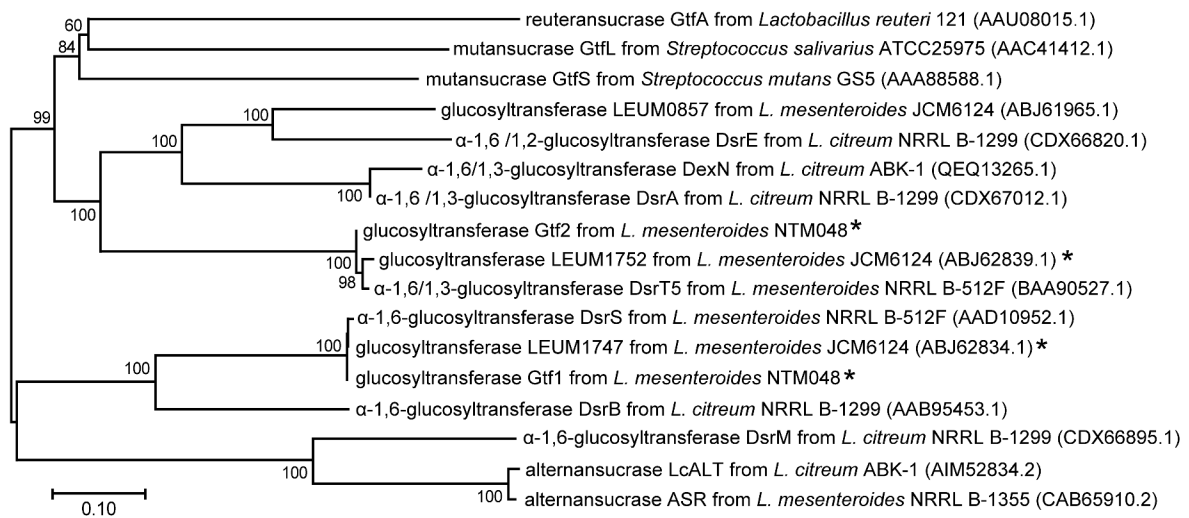 reuteransucrase GtfA from Lactobacillus reuteri 121 (AAU08015.1)
60
84
mutansucrase GtfL from Streptococcus salivarius ATCC25975 (AAC41412.1)
mutansucrase GtfS from Streptococcus mutans GS5 (AAA88588.1)
99
glucosyltransferase LEUM0857 from L. mesenteroides JCM6124 (ABJ61965.1)
100
100
α-1,6 /1,2-glucosyltransferase DsrE from L. citreum NRRL B-1299 (CDX66820.1)
α-1,6/1,3-glucosyltransferase DexN from L. citreum ABK-1 (QEQ13265.1)
100
α-1,6 /1,3-glucosyltransferase DsrA from L. citreum NRRL B-1299 (CDX67012.1)
100
glucosyltransferase Gtf2 from L. mesenteroides NTM048*
100
glucosyltransferase LEUM1752 from L. mesenteroides JCM6124 (ABJ62839.1) *
98
α-1,6/1,3-glucosyltransferase DsrT5 from L. mesenteroides NRRL B-512F (BAA90527.1)
α-1,6-glucosyltransferase DsrS from L. mesenteroides NRRL B-512F (AAD10952.1)
100
glucosyltransferase LEUM1747 from L. mesenteroides JCM6124 (ABJ62834.1)*
100
glucosyltransferase Gtf1 from L. mesenteroides NTM048*
α-1,6-glucosyltransferase DsrB from L. citreum NRRL B-1299 (AAB95453.1)
α-1,6-glucosyltransferase DsrM from L. citreum NRRL B-1299 (CDX66895.1)
100
alternansucrase LcALT from L. citreum ABK-1 (AIM52834.2)
100
alternansucrase ASR from L. mesenteroides NRRL B-1355 (CAB65910.2)
0.10